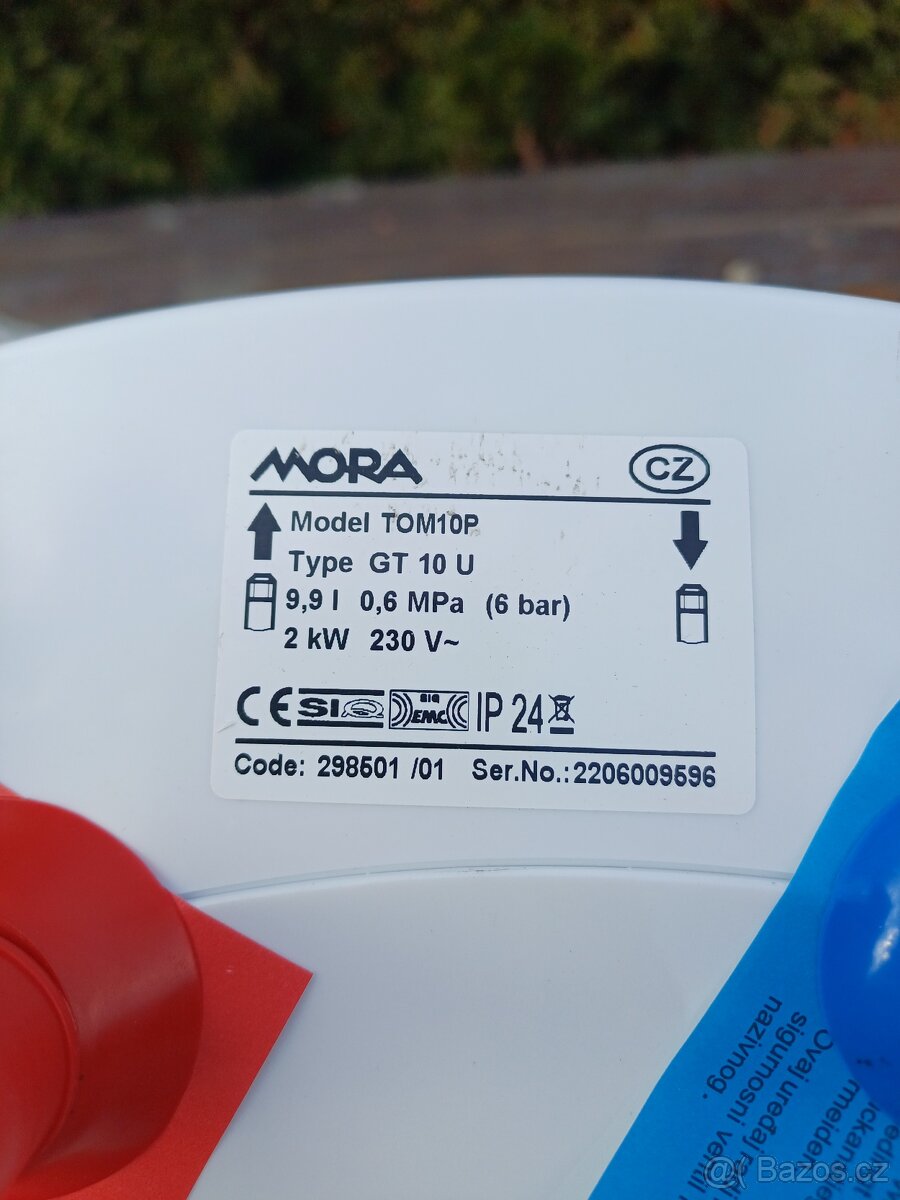 MORA
CZ
Model TOM10P
Type GT 10 U
9,9 l 0,6 MPa (6 bar)
2 kW 230 V~
CE SIQ SIQ EMC IP 24
Code: 298501 /01 Ser.No.:2206009596
Ovaj uređaj
sigurnosni ventil
nazivnog.
@ Bazos.cz